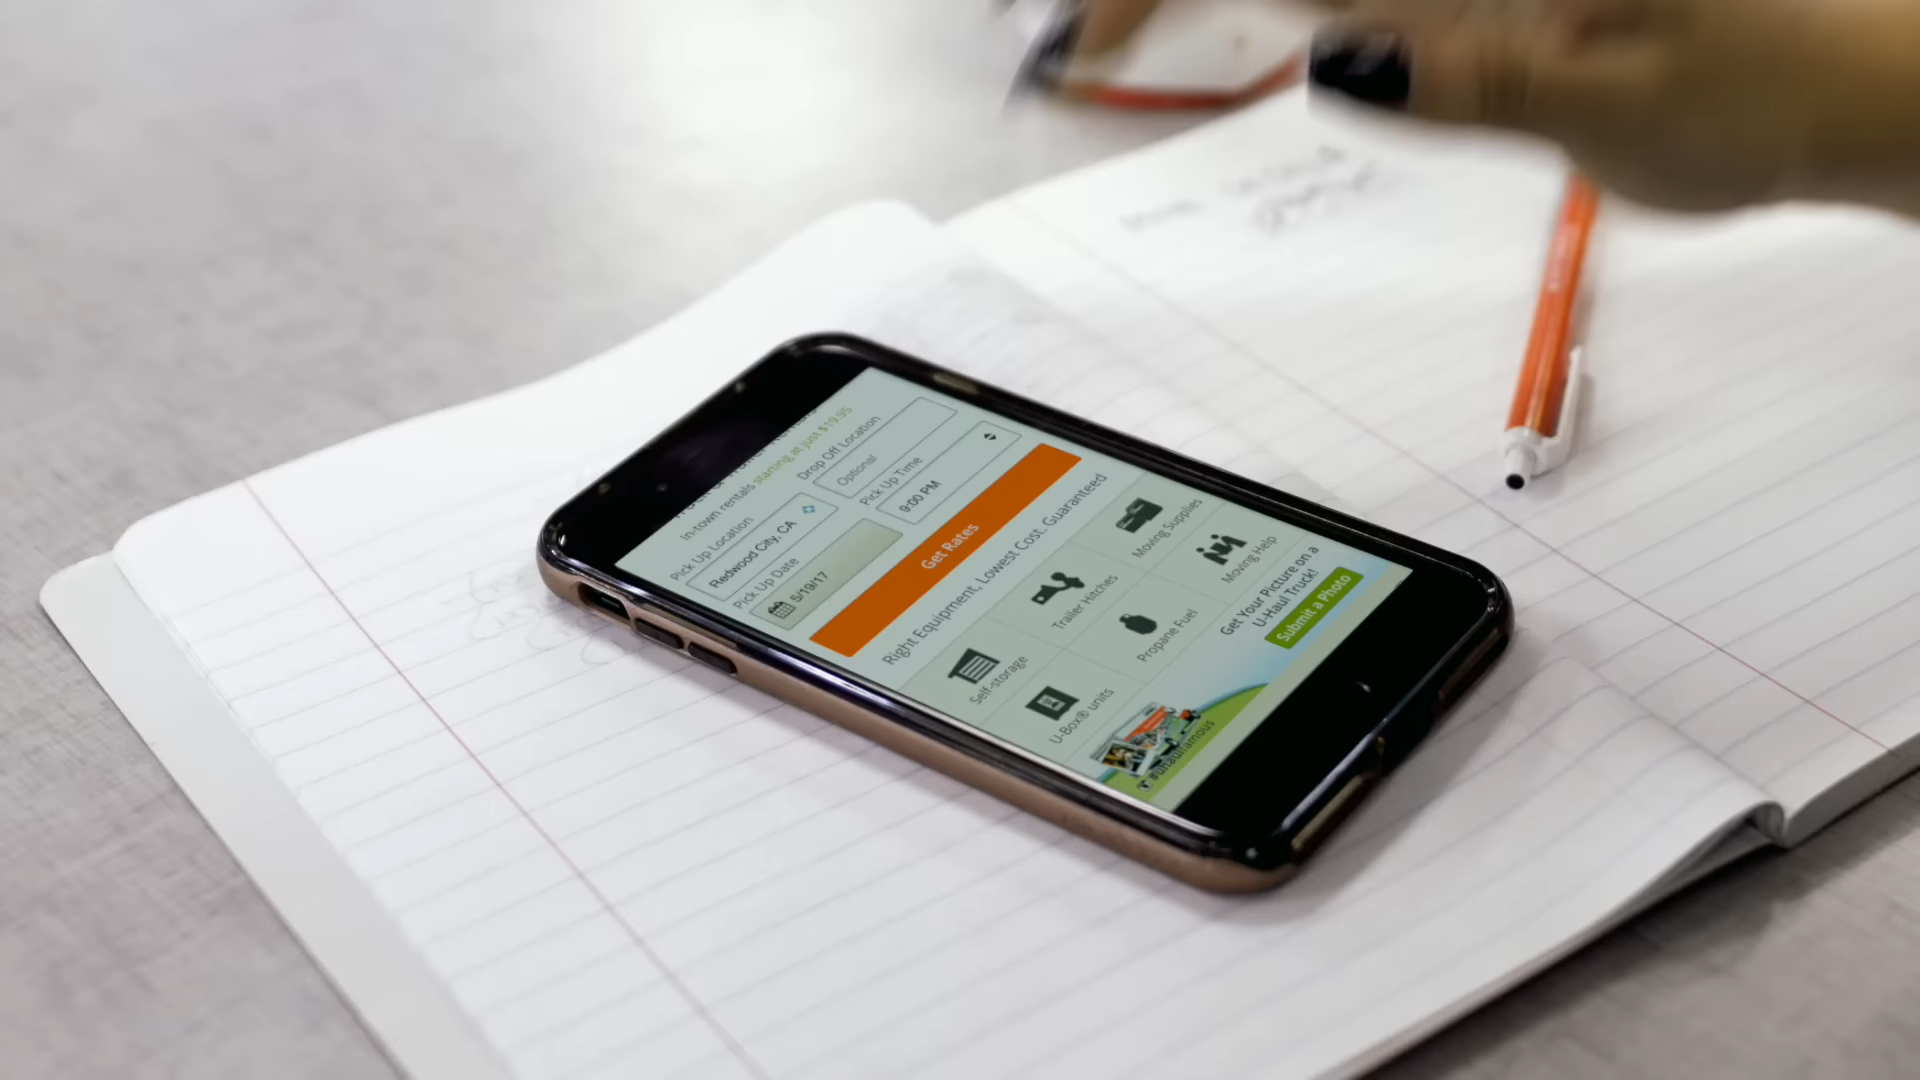 In-town rentals starting at just $19.95
Pick Up Location
Drop Off Location
Redwood City, CA
Optional
Pick Up Date
Pick Up Time
5/19/17
9:00 PM
Get Rates
Right Equipment, Lowest Cost. Guaranteed
Self-storage
Trailer Hitches
Moving Supplies
U-Box® units
Propane Fuel
Moving Help
Get Your Picture on a
U-Haul Truck!
Submit a Photo
#uhaulfamous